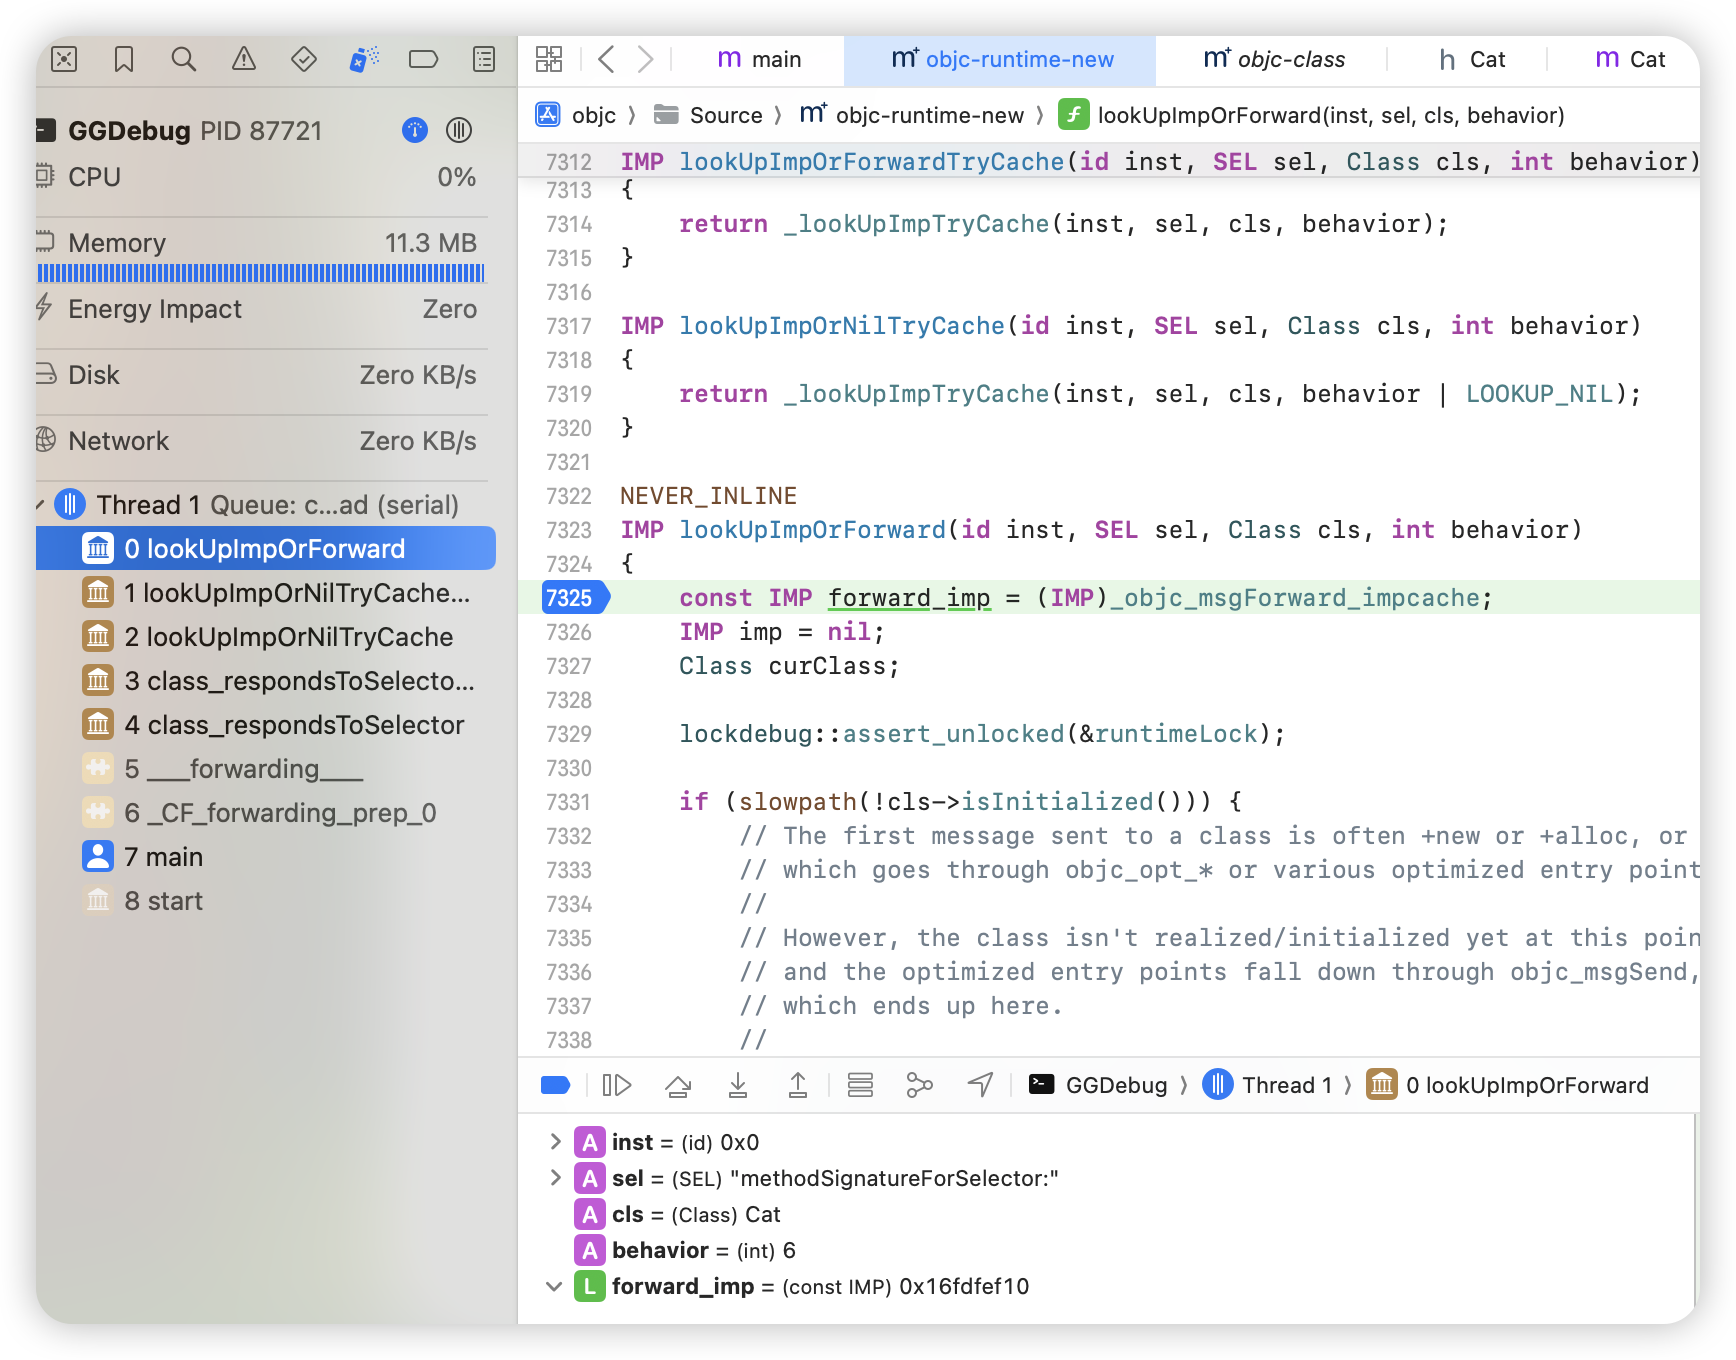 GGDebug PID 87721
CPU 0%
Memory 11.3 MB
Energy Impact Zero
Disk Zero KB/s
Network Zero KB/s
Thread 1 Queue: c...ad (serial)
0 lookUpImpOrForward
1 lookUpImpOrNilTryCache...
2 lookUpImpOrNilTryCache
3 class_respondsToSelecto...
4 class_respondsToSelector
5 ___forwarding___
6 _CF_forwarding_prep_0
7 main
8 start
m main
m+ objc-runtime-new
m+ objc-class
h Cat
m Cat
objc 〉 Source 〉 m+ objc-runtime-new 〉 f lookUpImpOrForward(inst, sel, cls, behavior)
7312 IMP lookUpImpOrForwardTryCache(id inst, SEL sel, Class cls, int behavior)
7313 {
7314 return _lookUpImpTryCache(inst, sel, cls, behavior);
7315 }
7316
7317 IMP lookUpImpOrNilTryCache(id inst, SEL sel, Class cls, int behavior)
7318 {
7319 return _lookUpImpTryCache(inst, sel, cls, behavior | LOOKUP_NIL);
7320 }
7321
7322 NEVER_INLINE
7323 IMP lookUpImpOrForward(id inst, SEL sel, Class cls, int behavior)
7324 {
7325 const IMP forward_imp = (IMP)_objc_msgForward_impcache;
7326 IMP imp = nil;
7327 Class curClass;
7328
7329 lockdebug::assert_unlocked(&runtimeLock);
7330
7331 if (slowpath(!cls->isInitialized())) {
7332 // The first message sent to a class is often +new or +alloc, or
7333 // which goes through objc_opt_* or various optimized entry point
7334 //
7335 // However, the class isn't realized/initialized yet at this poin
7336 // and the optimized entry points fall down through objc_msgSend,
7337 // which ends up here.
7338 //
GGDebug 〉 Thread 1 〉 0 lookUpImpOrForward
A inst = (id) 0x0
A sel = (SEL) "methodSignatureForSelector:"
A cls = (Class) Cat
A behavior = (int) 6
L forward_imp = (const IMP) 0x16fdfef10